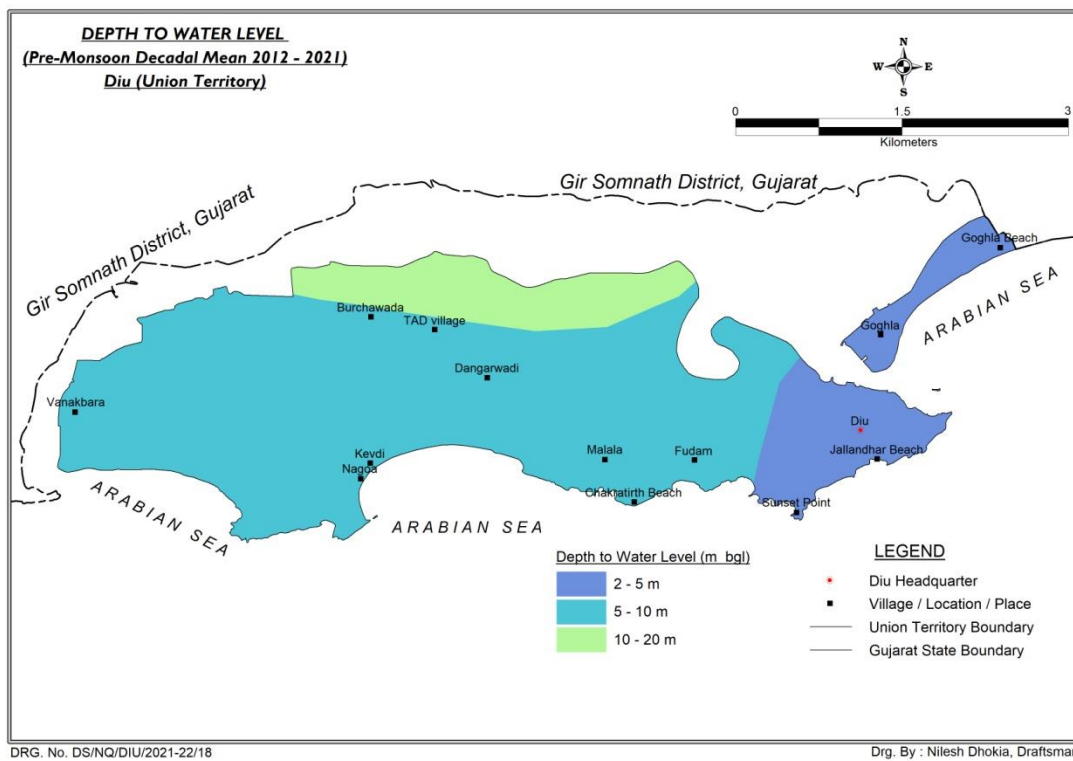 DEPTH TO WATER LEVEL
(Pre-Monsoon Decadal Mean 2012 - 2021)
Diu (Union Territory)
N
W E
S
0 1.5 3
Kilometers
Gir Somnath District, Gujarat
Gir Somnath District, Gujarat
Goghla Beach
ARABIAN SEA
Goghla
Burchawada
TAD village
Dangarwadi
Vanakbara
Diu
Kevdi
Nagoa
Malala
Fudam
Jallandhar Beach
Chakratirth Beach
Sunset Point
ARABIAN SEA
ARABIAN SEA
Depth to Water Level (m bgl)
2 - 5 m
5 - 10 m
10 - 20 m
LEGEND
Diu Headquarter
Village / Location / Place
Union Territory Boundary
Gujarat State Boundary
DRG. No. DS/NQ/DIU/2021-22/18
Drg. By : Nilesh Dhokia, Draftsman